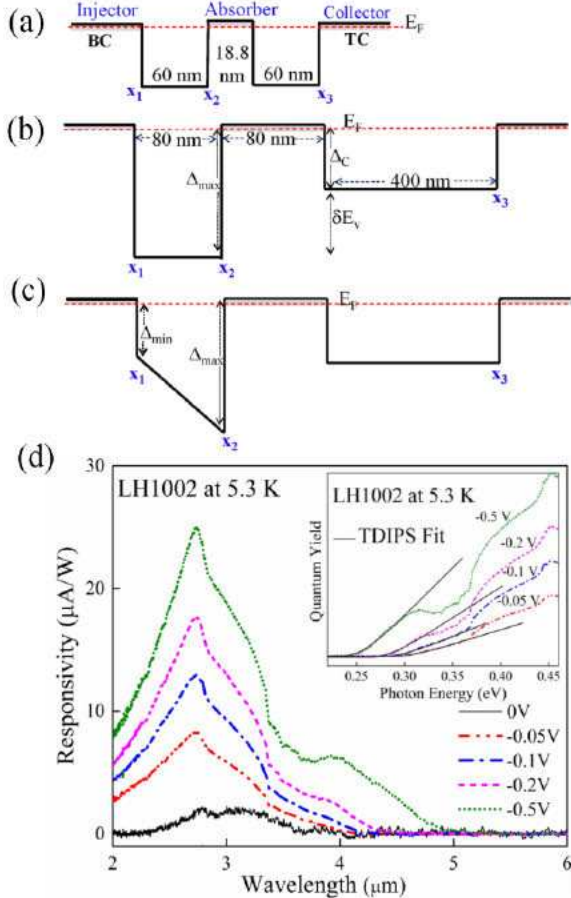 (a) Injector Absorber Collector
E_F
BC 18.8 TC
60 nm nm 60 nm
x₁ x₂ x₃
(b)
E_F
80 nm 80 nm
Δ_C
Δ_max 400 nm
x₃
δE_v
x₁ x₂
(c)
E_F
Δ_min
Δ_max
x₁ x₃
x₂
(d)
30
20
10
0
Responsivity (μA/W)
LH1002 at 5.3 K
LH1002 at 5.3 K
TDIPS Fit
-0.5 V
-0.2 V
-0.1 V
-0.05 V
Quantum Yield
0.25 0.30 0.35 0.40 0.45
Photon Energy (eV)
0V
-0.05V
-0.1V
-0.2V
-0.5V
2 3 4 5 6
Wavelength (μm)